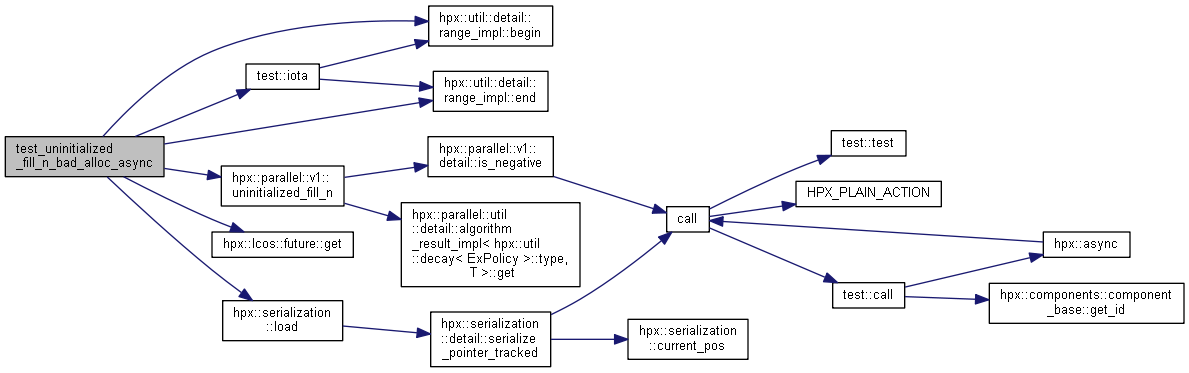 test_uninitialized
_fill_n_bad_alloc_async
hpx::util::detail::
range_impl::begin
test::iota
hpx::util::detail::
range_impl::end
hpx::parallel::v1::
uninitialized_fill_n
hpx::parallel::v1::
detail::is_negative
hpx::parallel::util
::detail::algorithm
_result_impl< hpx::util
::decay< ExPolicy >::type,
T >::get
hpx::lcos::future::get
hpx::serialization
::load
hpx::serialization
::detail::serialize
_pointer_tracked
hpx::serialization
::current_pos
call
test::test
HPX_PLAIN_ACTION
test::call
hpx::async
hpx::components::component
_base::get_id